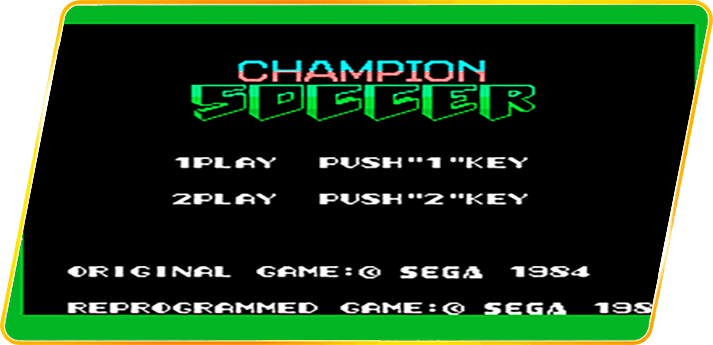 CHAMPION
SOCCER
1PLAY PUSH"1"KEY
2PLAY PUSH"2"KEY
ORIGINAL GAME:© SEGA 1984
REPROGRAMMED GAME:© SEGA